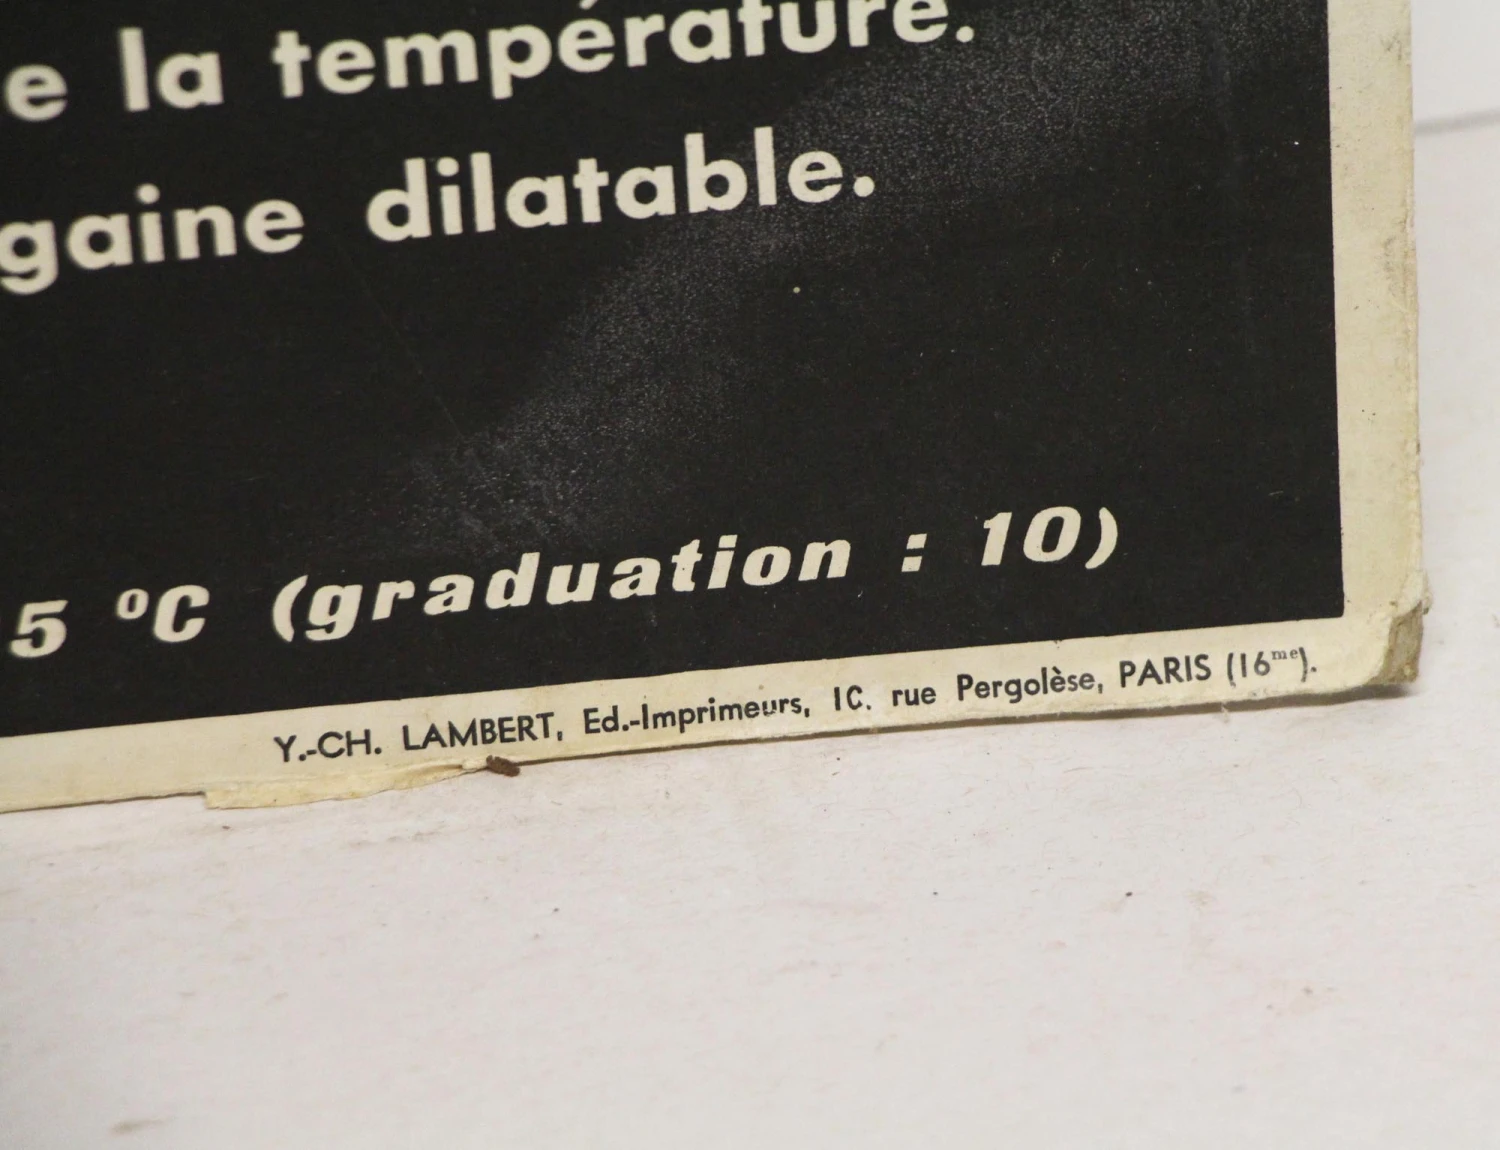 e la température.
gaine dilatable.
5 °C (graduation : 10)
Y.-CH. LAMBERT, Ed.-Imprimeurs, 1C. rue Pergolèse, PARIS (16me).